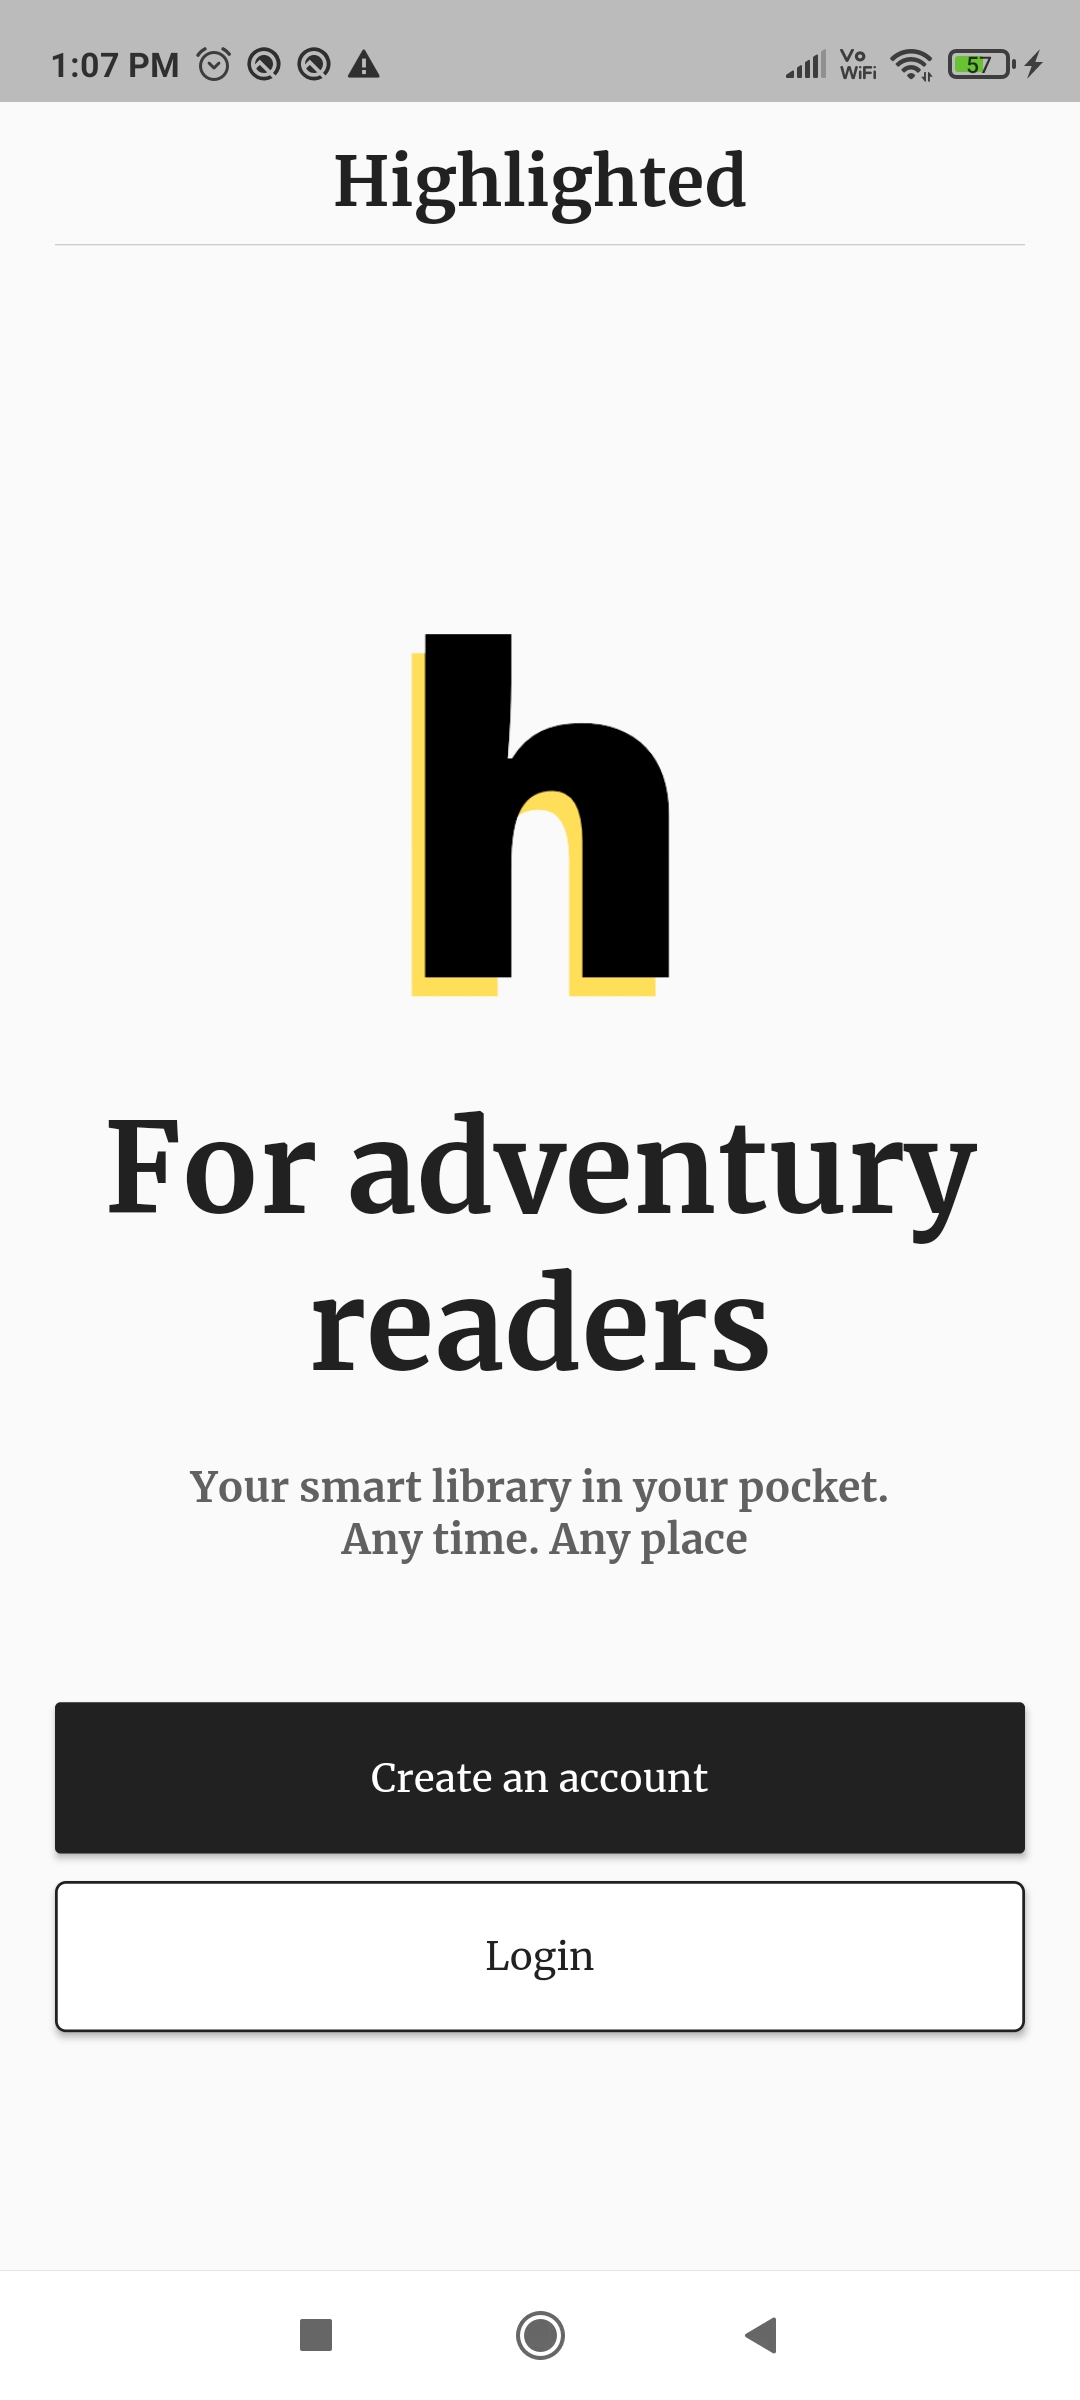 1:07 PM
Vo
WiFi
57
Highlighted
h
For adventury
readers
Your smart library in your pocket.
Any time. Any place
Create an account
Login